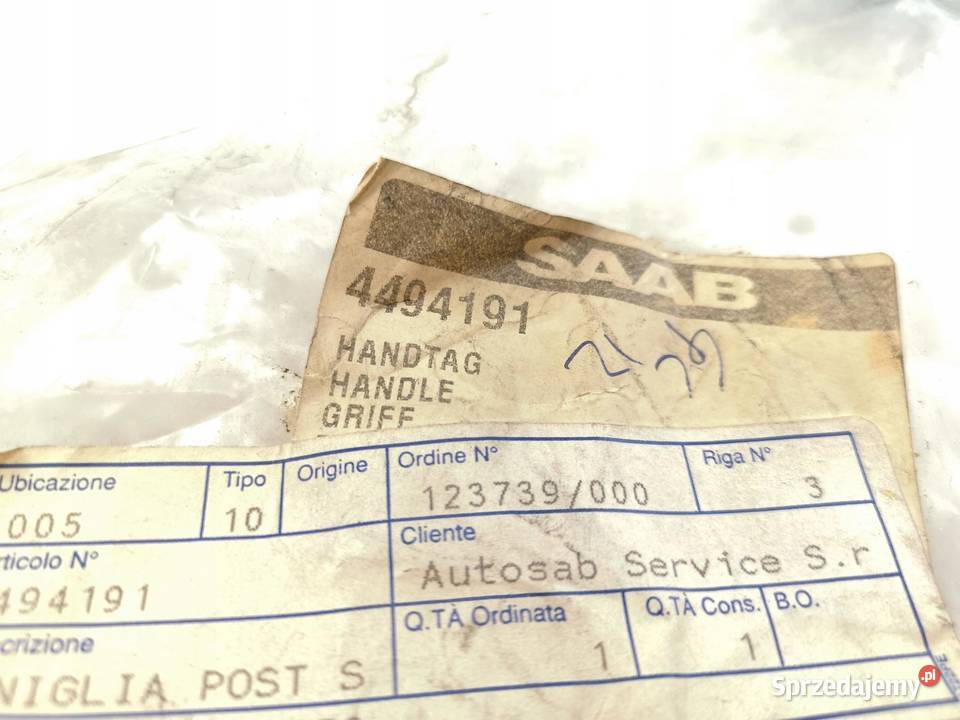 SAAB
4494191
HANDTAG
HANDLE
GRIFF
Ubicazione
005
Tipo
10
Origine
Ordine N°
123739/000
Riga N°
3
rticolo N°
494191
Cliente
Autosab Service S.r
crizione
NIGLIA POST S
Q.TÀ Ordinata
1
Q.TÀ Cons.
1
B.O.
Sprzedajemy.pl